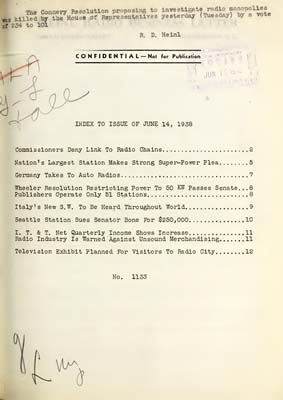 The Connery Resolution proposing to investigate radio monopolies
was killed by the House of Representatives yesterday (Tuesday) by a vote
of 234 to 101
R. D. Heinl
CONFIDENTIAL—Not for Publication
JUN
INDEX TO ISSUE OF JUNE 14, 1938
Commissioners Deny Link To Radio Chains....................2
Nation's Largest Station Makes Strong Super-Power Plea.......5
Germany Takes To Auto Radios...............................7
Wheeler Resolution Restricting Power To 50 KW Passes Senate...8
Publishers Operate Only 51 Stations........................8
Italy's New S.W. To Be Heard Throughout World...............9
Seattle Station Sues Senator Bone For $250,000.............10
I. T. & T. Net Quarterly Income Shows Increase.............11
Radio Industry Is Warned Against Unsound Merchandising......11
Television Exhibit Planned For Visitors To Radio City.......12
No. 1133